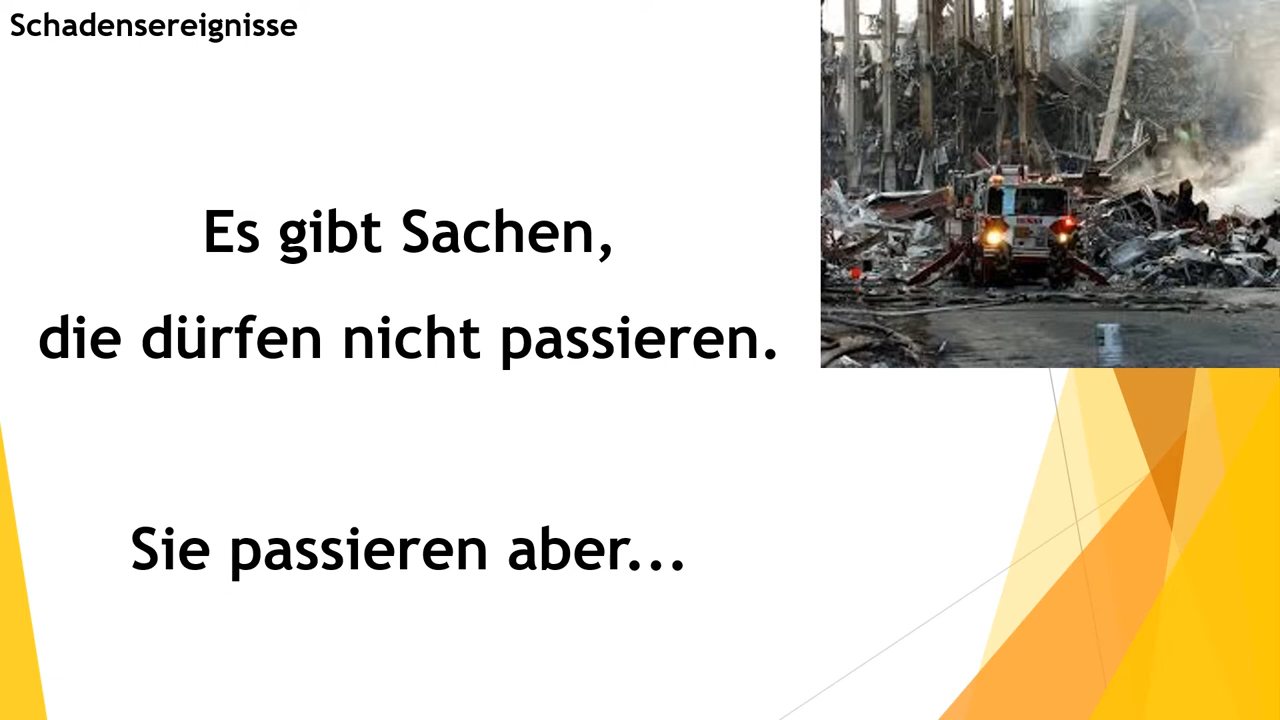 Schadensereignisse
Es gibt Sachen,
die dürfen nicht passieren.
Sie passieren aber...